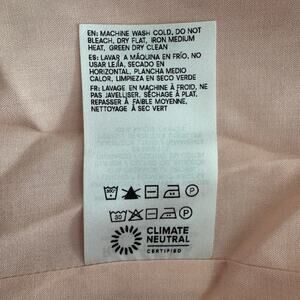 EN: MACHINE WASH COLD, DO NOT
BLEACH, DRY FLAT, IRON MEDIUM
HEAT, GREEN DRY CLEAN
ES: LAVAR A MÁQUINA EN FRÍO, NO
USAR LEJÍA, SECADO EN
HORIZONTAL, PLANCHA MEDIO
CALOR, LIMPIEZA EN SECO VERDE
FR: LAVAGE EN MACHINE À FROID, NE
PAS JAVELLISER, SÉCHAGE À PLAT,
REPASSER À FAIBLE MOYENNE,
NETTOYAGE À SEC VERT
P
30 P
CLIMATE
NEUTRAL
CERTIFIED